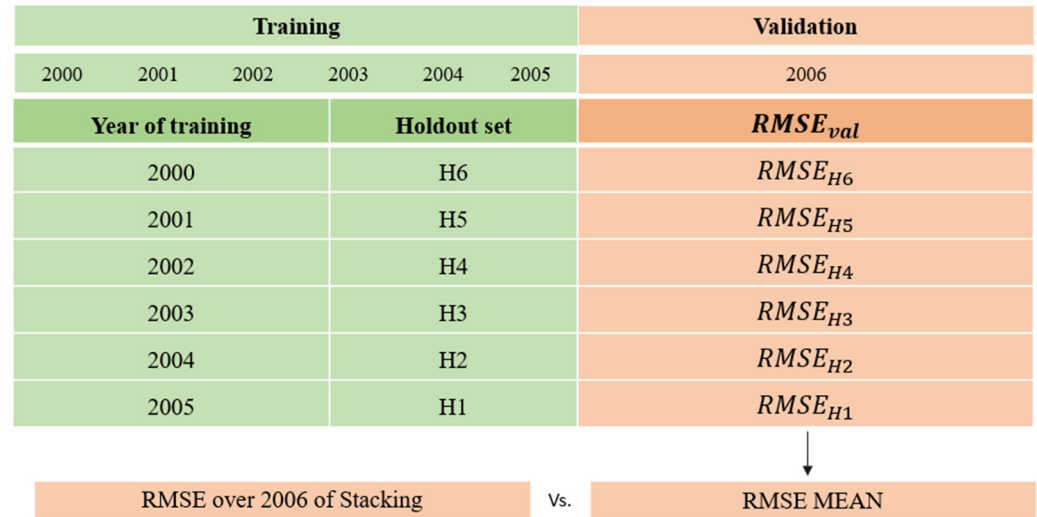 Training Validation
2000 2001 2002 2003 2004 2005 2006
Year of training Holdout set RMSE_val
2000 H6 RMSE_H6
2001 H5 RMSE_H5
2002 H4 RMSE_H4
2003 H3 RMSE_H3
2004 H2 RMSE_H2
2005 H1 RMSE_H1
RMSE over 2006 of Stacking Vs. RMSE MEAN